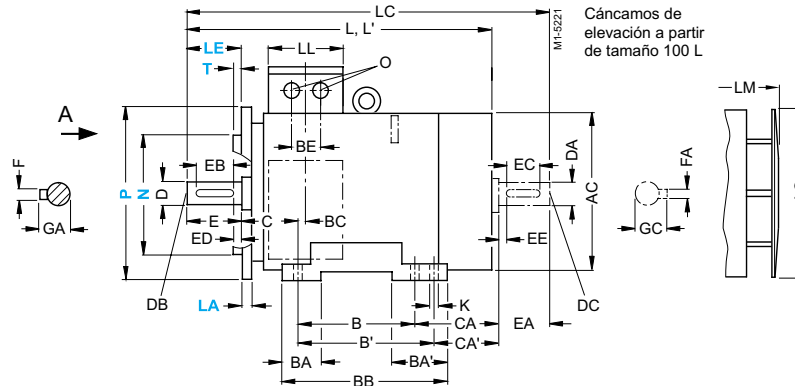 LC
L, L'
M1-5221
Cáncamos de
elevación a partir
de tamaño 100 L
LE
LL
O
T
LM
A
BE
EB
EC
DA
F
P
N
D
AC
FA
GA
E
C
BC
GC
ED
EE
DB
LA
K
DC
B
CA
EA
B'
CA'
BA
BA'
BB